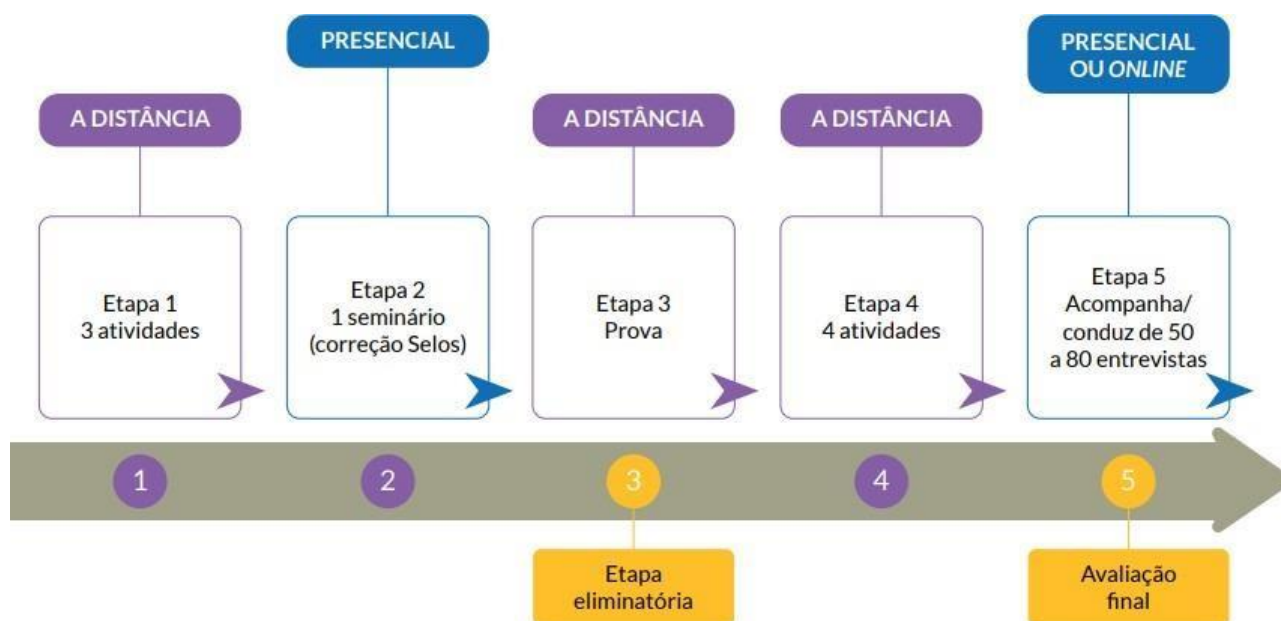 PRESENCIAL
PRESENCIAL
OU ONLINE
A DISTÂNCIA
A DISTÂNCIA
A DISTÂNCIA
Etapa 1
3 atividades
Etapa 2
1 seminário
(correção Selos)
Etapa 3
Prova
Etapa 4
4 atividades
Etapa 5
Acompanha/
conduz de 50
a 80 entrevistas
1
2
3
4
5
Etapa
eliminatória
Avaliação
final